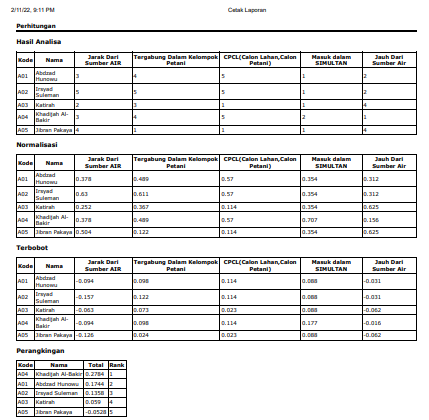 2/11/22, 9:11 PM Cetak Laporan
Perhitungan
Hasil Analisa
Kode Nama Jarak Dari Sumber AIR Tergabung Dalam Kelompok Petani CPCL(Calon Lahan,Calon Petani) Masuk dalam SIMULTAN Jauh Dari Sumber Air
A01 Abdzad Hunowu 3 4 5 1 2
A02 Irsyad Suleman 5 5 5 1 2
A03 Katirah 2 3 1 1 4
A04 Khadijah Al-Bakir 3 4 5 2 1
A05 Jibran Pakaya 4 1 1 1 4
Normalisasi
Kode Nama Jarak Dari Sumber AIR Tergabung Dalam Kelompok Petani CPCL(Calon Lahan,Calon Petani) Masuk dalam SIMULTAN Jauh Dari Sumber Air
A01 Abdzad Hunowu 0.378 0.489 0.57 0.354 0.312
A02 Irsyad Suleman 0.63 0.611 0.57 0.354 0.312
A03 Katirah 0.252 0.367 0.114 0.354 0.625
A04 Khadijah Al-Bakir 0.378 0.489 0.57 0.707 0.156
A05 Jibran Pakaya 0.504 0.122 0.114 0.354 0.625
Terbobot
Kode Nama Jarak Dari Sumber AIR Tergabung Dalam Kelompok Petani CPCL(Calon Lahan,Calon Petani) Masuk dalam SIMULTAN Jauh Dari Sumber Air
A01 Abdzad Hunowu -0.094 0.098 0.114 0.088 -0.031
A02 Irsyad Suleman -0.157 0.122 0.114 0.088 -0.031
A03 Katirah -0.063 0.073 0.023 0.088 -0.062
A04 Khadijah Al-Bakir -0.094 0.098 0.114 0.177 -0.016
A05 Jibran Pakaya -0.126 0.024 0.023 0.088 -0.062
Perangkingan
Kode Nama Total Rank
A04 Khadijah Al-Bakir 0.2784 1
A01 Abdzad Hunowu 0.1744 2
A02 Irsyad Suleman 0.1358 3
A03 Katirah 0.059 4
A05 Jibran Pakaya -0.0528 5